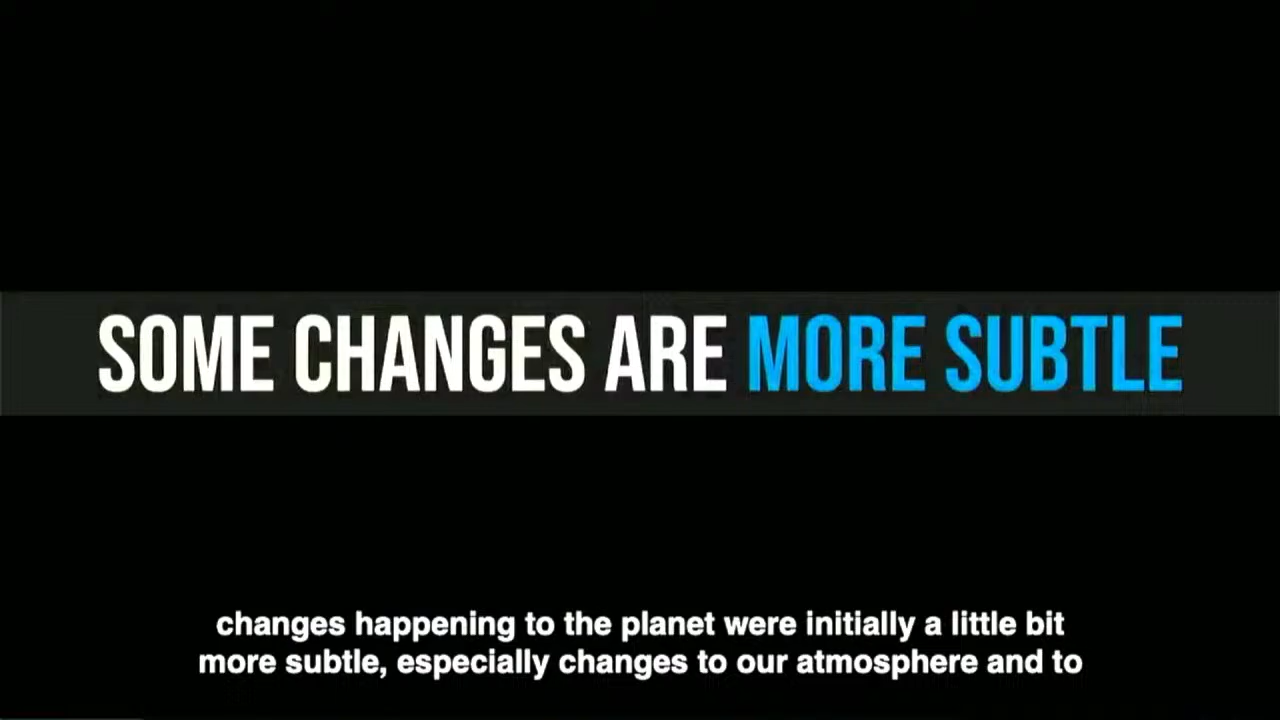 SOME CHANGES ARE MORE SUBTLE
changes happening to the planet were initially a little bit
more subtle, especially changes to our atmosphere and to